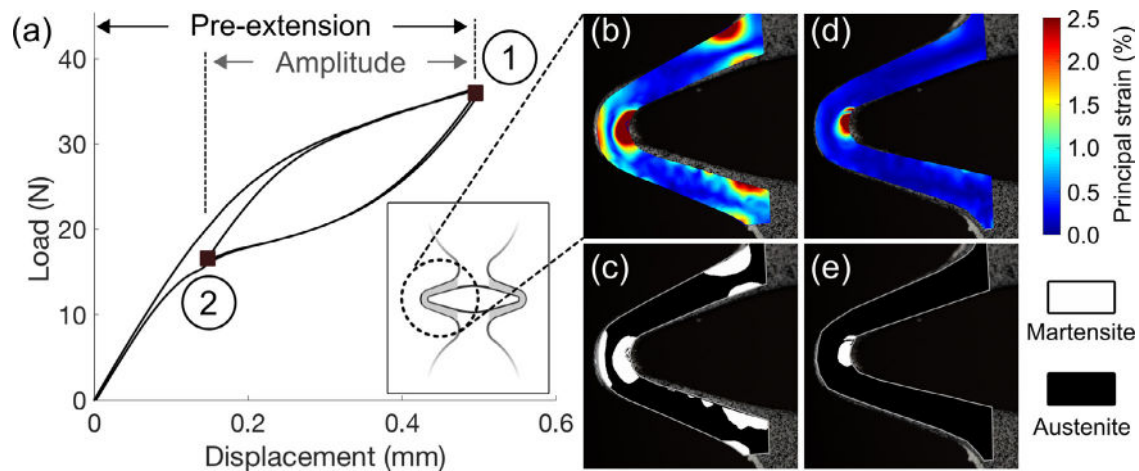 (a)
Pre-extension
Amplitude
1
2
40
30
20
10
0
Load (N)
0
0.2
0.4
0.6
Displacement (mm)
(b)
(d)
(c)
(e)
2.5
2.0
1.5
1.0
0.5
0.0
Principal strain (%)
Martensite
Austenite